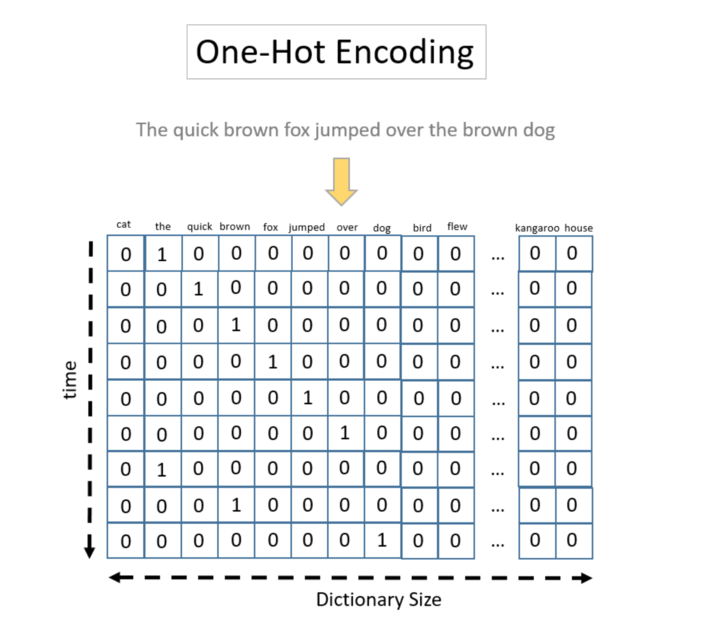 One-Hot Encoding
The quick brown fox jumped over the brown dog
cat the quick brown fox jumped over dog bird flew kangaroo house
0 1 0 0 0 0 0 0 0 0 ... 0 0
0 0 1 0 0 0 0 0 0 0 ... 0 0
0 0 0 1 0 0 0 0 0 0 ... 0 0
0 0 0 0 1 0 0 0 0 0 ... 0 0
0 0 0 0 0 1 0 0 0 0 ... 0 0
0 0 0 0 0 0 1 0 0 0 ... 0 0
0 1 0 0 0 0 0 0 0 0 ... 0 0
0 0 0 1 0 0 0 0 0 0 ... 0 0
0 0 0 0 0 0 0 1 0 0 ... 0 0
time
Dictionary Size